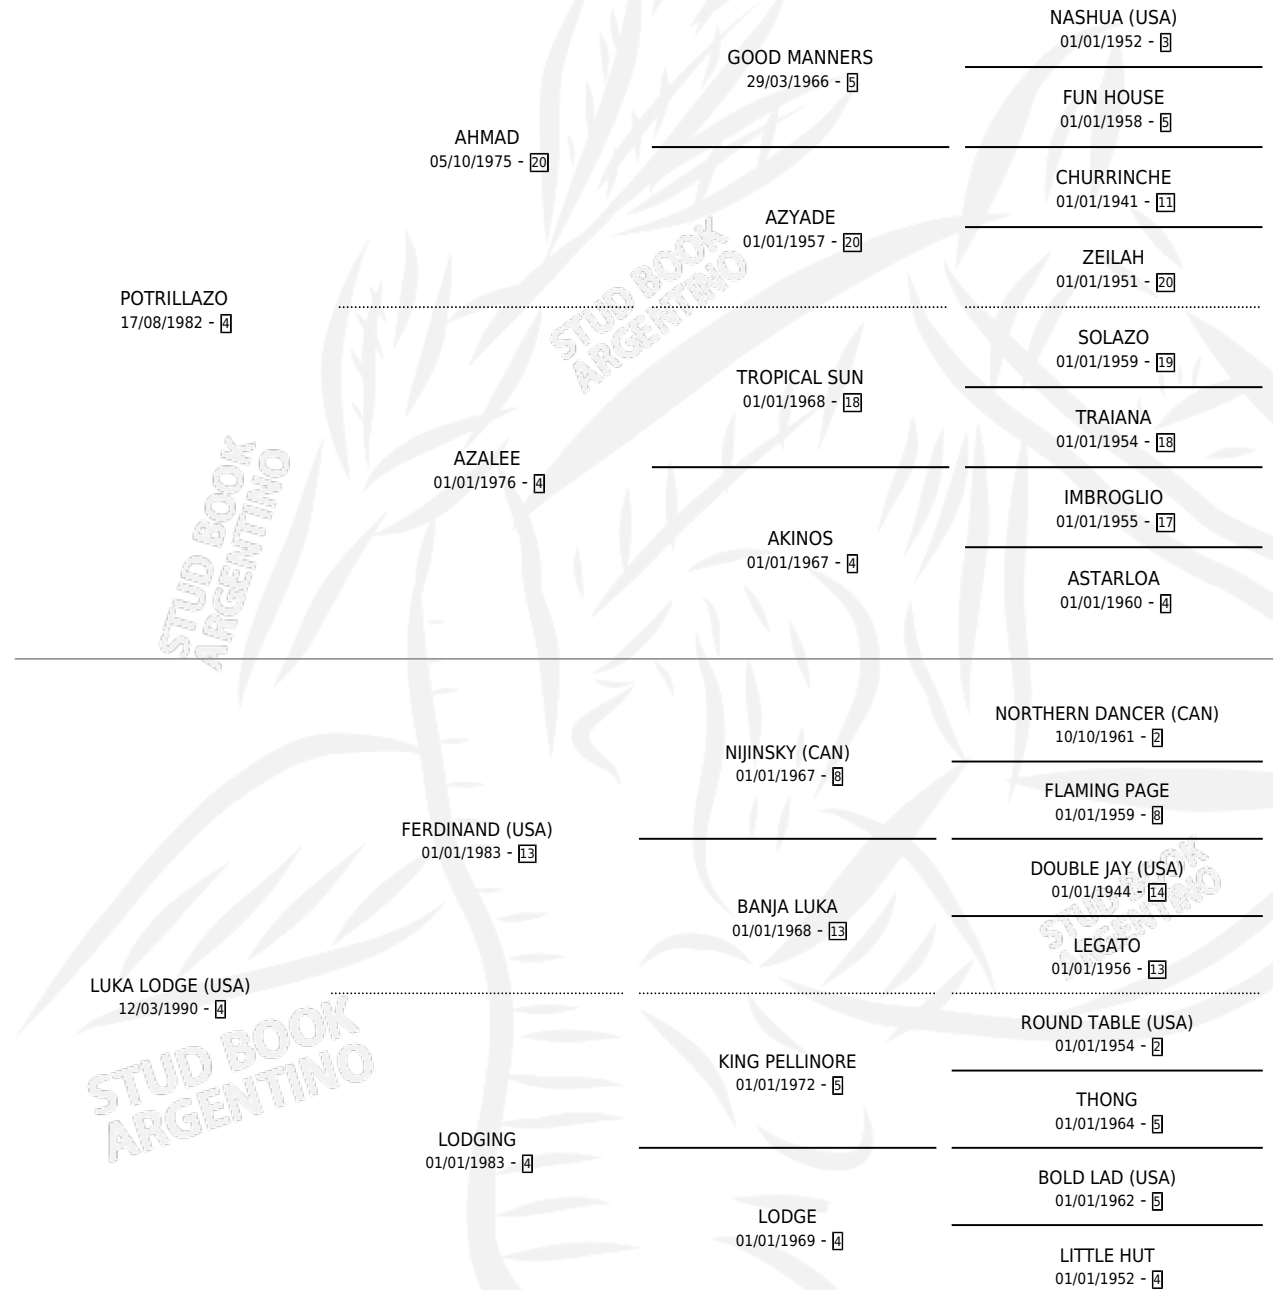 NASHUA (USA)
01/01/1952 - 3
GOOD MANNERS
29/03/1966 - 5
FUN HOUSE
01/01/1958 - 5
AHMAD
05/10/1975 - 20
CHURRINCHE
01/01/1941 - 11
AZYADE
01/01/1957 - 20
ZEILAH
01/01/1951 - 20
POTRILLAZO
17/08/1982 - 4
STUD BOOK
ARGENTINO
SOLAZO
01/01/1959 - 19
TROPICAL SUN
01/01/1968 - 18
TRAIANA
01/01/1954 - 18
AZALEE
01/01/1976 - 4
IMBROGLIO
01/01/1955 - 17
AKINOS
01/01/1967 - 4
ASTARLOA
01/01/1960 - 4
STUD BOOK
ARGENTINO
NORTHERN DANCER (CAN)
10/10/1961 - 2
NIJINSKY (CAN)
01/01/1967 - 8
FLAMING PAGE
01/01/1959 - 8
FERDINAND (USA)
01/01/1983 - 13
DOUBLE JAY (USA)
01/01/1944 - 14
BANJA LUKA
01/01/1968 - 13
STUD BOOK
ARGENTINO
LEGATO
01/01/1956 - 13
LUKA LODGE (USA)
12/03/1990 - 4
STUD BOOK
ARGENTINO
ROUND TABLE (USA)
01/01/1954 - 2
KING PELLINORE
01/01/1972 - 5
THONG
01/01/1964 - 5
LODGING
01/01/1983 - 4
BOLD LAD (USA)
01/01/1962 - 5
LODGE
01/01/1969 - 4
LITTLE HUT
01/01/1952 - 4